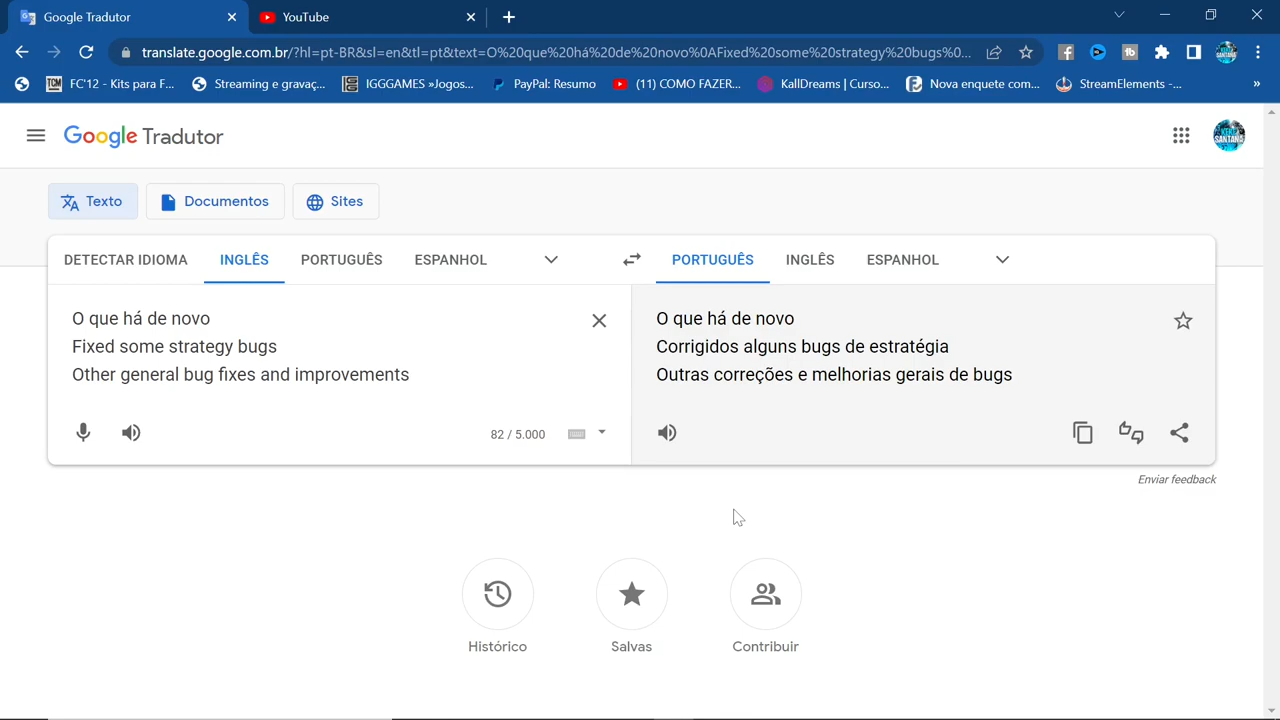 Google Tradutor
YouTube
translate.google.com.br/?hl=pt-BR&sl=en&tl=pt&text=O%20que%20há%20de%20novo%0AFixed%20some%20strategy%20bugs%0...
FC'12 - Kits para F...
Streaming e gravaç...
IGGGAMES »Jogos...
PayPal: Resumo
(11) COMO FAZER...
KallDreams | Curso...
Nova enquete com...
StreamElements -...
»
Google Tradutor
Texto
Documentos
Sites
DETECTAR IDIOMA INGLÊS PORTUGUÊS ESPANHOL
PORTUGUÊS INGLÊS ESPANHOL
O que há de novo
Fixed some strategy bugs
Other general bug fixes and improvements
82 / 5.000
O que há de novo
Corrigidos alguns bugs de estratégia
Outras correções e melhorias gerais de bugs
Enviar feedback
Histórico
Salvas
Contribuir